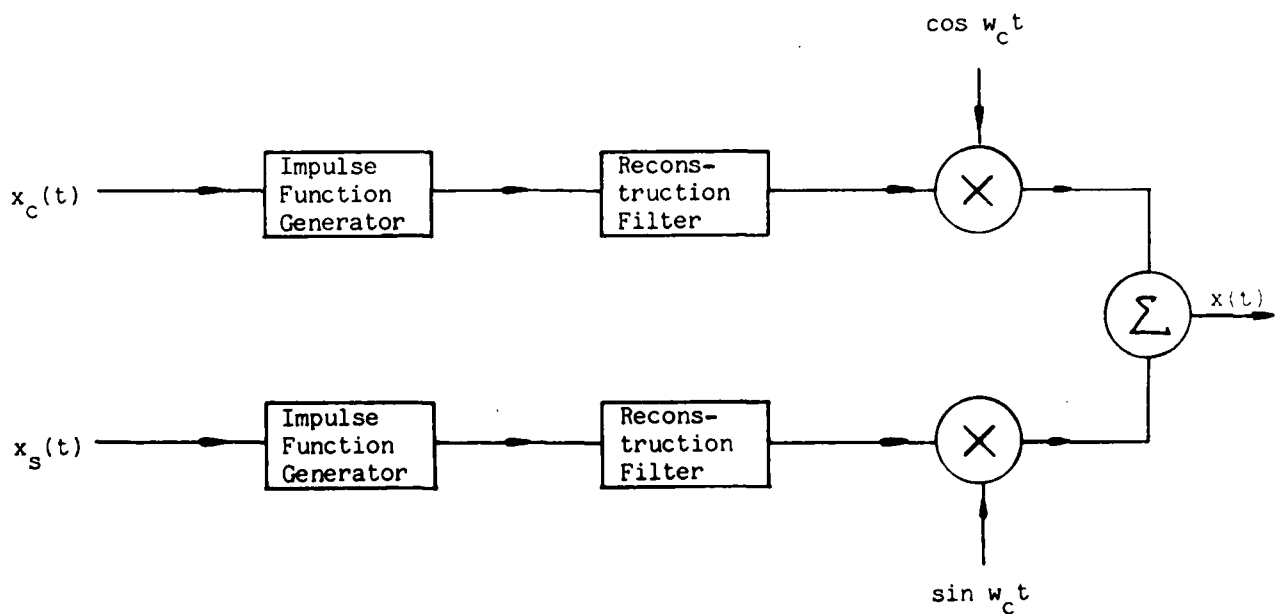 cos w_c t
x_c(t)
Impulse
Function
Generator
Recons-
truction
Filter
×
Σ
x(t)
x_s(t)
Impulse
Function
Generator
Recons-
truction
Filter
×
sin w_c t